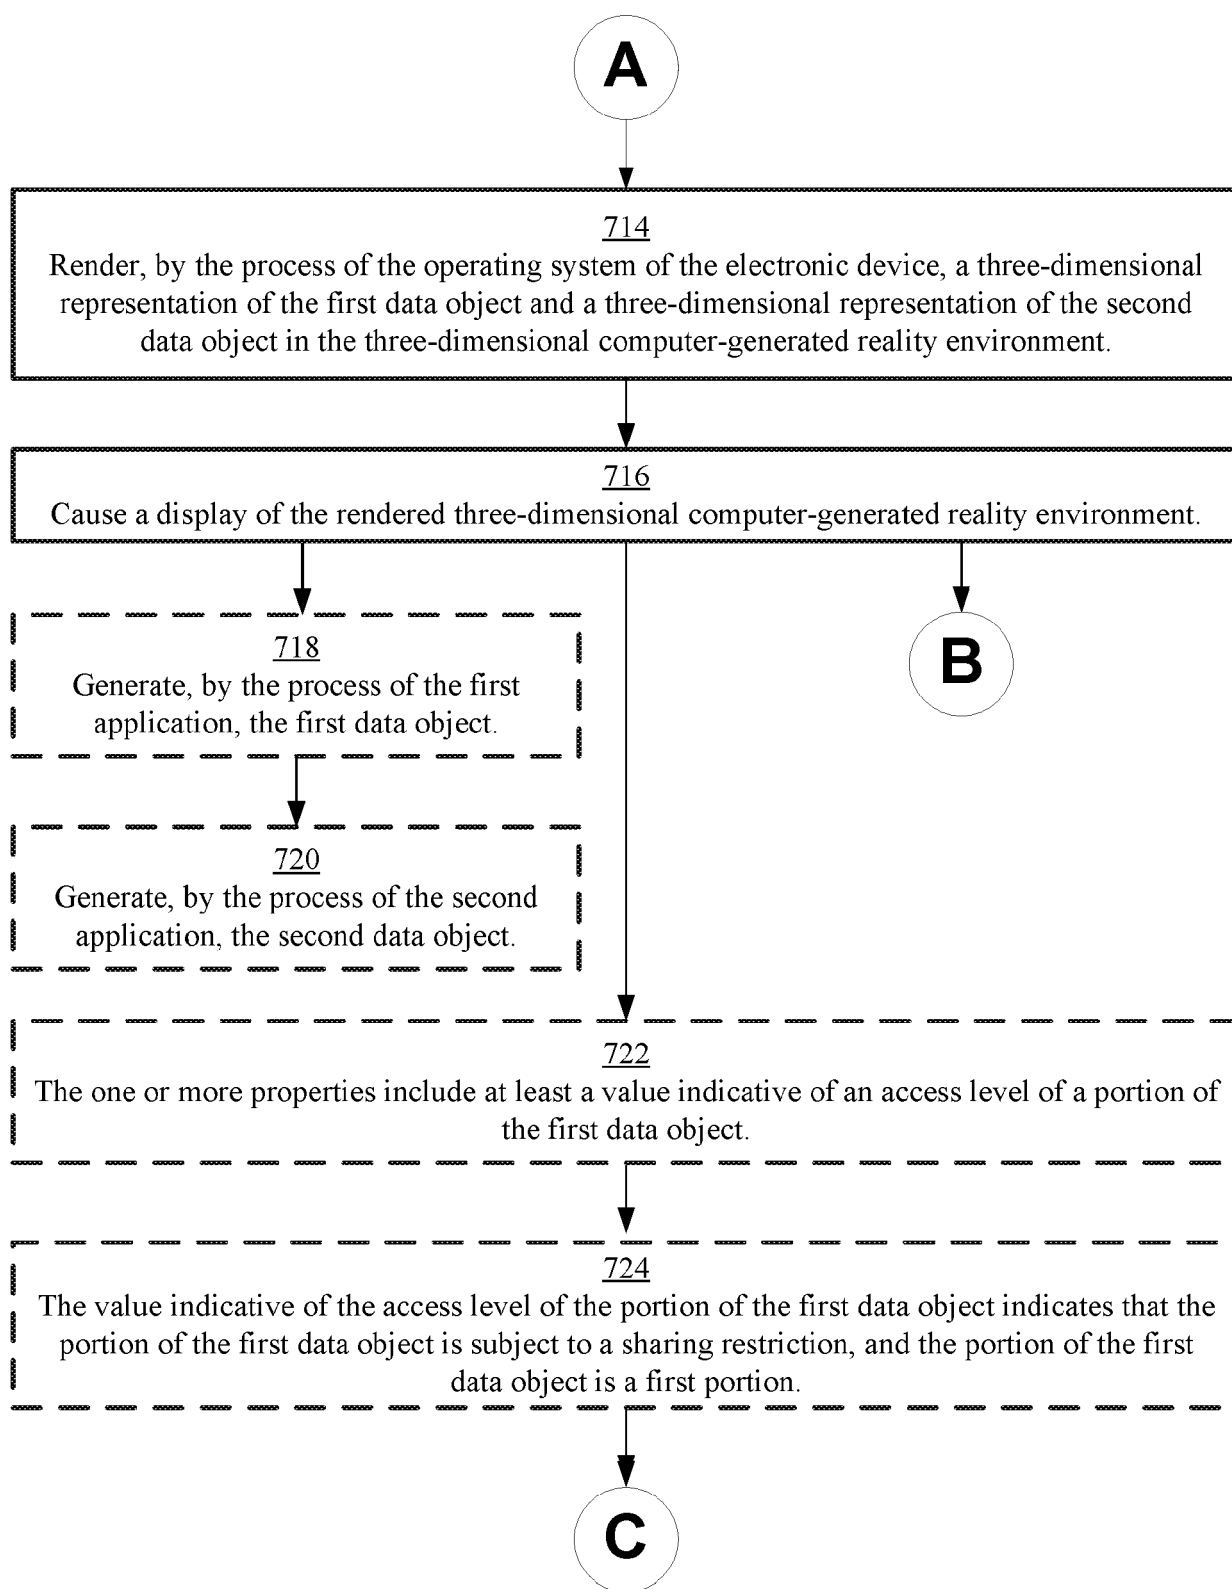 A
714
Render, by the process of the operating system of the electronic device, a three-dimensional
representation of the first data object and a three-dimensional representation of the second
data object in the three-dimensional computer-generated reality environment.
716
Cause a display of the rendered three-dimensional computer-generated reality environment.
718
Generate, by the process of the first
application, the first data object.
B
720
Generate, by the process of the second
application, the second data object.
722
The one or more properties include at least a value indicative of an access level of a portion of
the first data object.
724
The value indicative of the access level of the portion of the first data object indicates that the
portion of the first data object is subject to a sharing restriction, and the portion of the first
data object is a first portion.
C